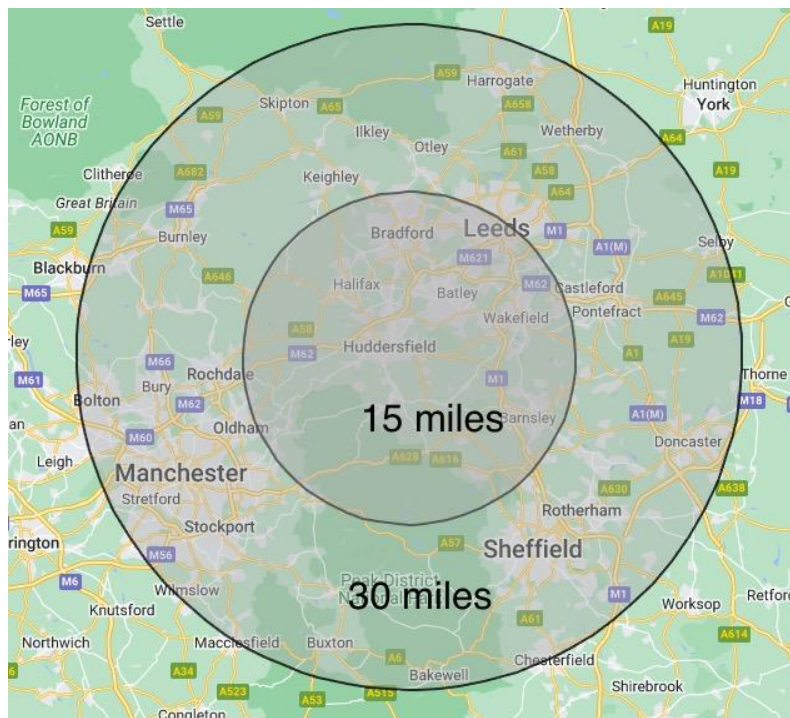 Settle
A19
A59
Harrogate
Huntington
York
Forest of
Bowland
AONB
Skipton
A65
A658
A59
Ilkley
Wetherby
Otley
A64
A61
Clitheroe
A682
Keighley
A58
A19
A64
Great Britain
M65
Bradford
Leeds
A59
Burnley
M1
A1(M)
Selby
M621
Blackburn
A646
Halifax
M62
Castleford
A1041
M65
Batley
A645
Pontefract
M62
Wakefield
A58
rley
M66
M62
Huddersfield
A1
A19
M61
Rochdale
M1
Thorne
Bury
Bolton
M62
M18
15 miles
Barnsley
A1(M)
an
M60
Oldham
Doncaster
Leigh
A628
A616
Manchester
A630
A638
Stretford
Rotherham
Stockport
rrington
M56
A57
Sheffield
M6
Peak District
30 miles
Wilmslow
M1
Knutsford
Worksop
Retfo
A61
Northwich
Macclesfield
Buxton
A614
A6
Chesterfield
A34
Bakewell
Shirebrook
A523
A53
A515
Congleton